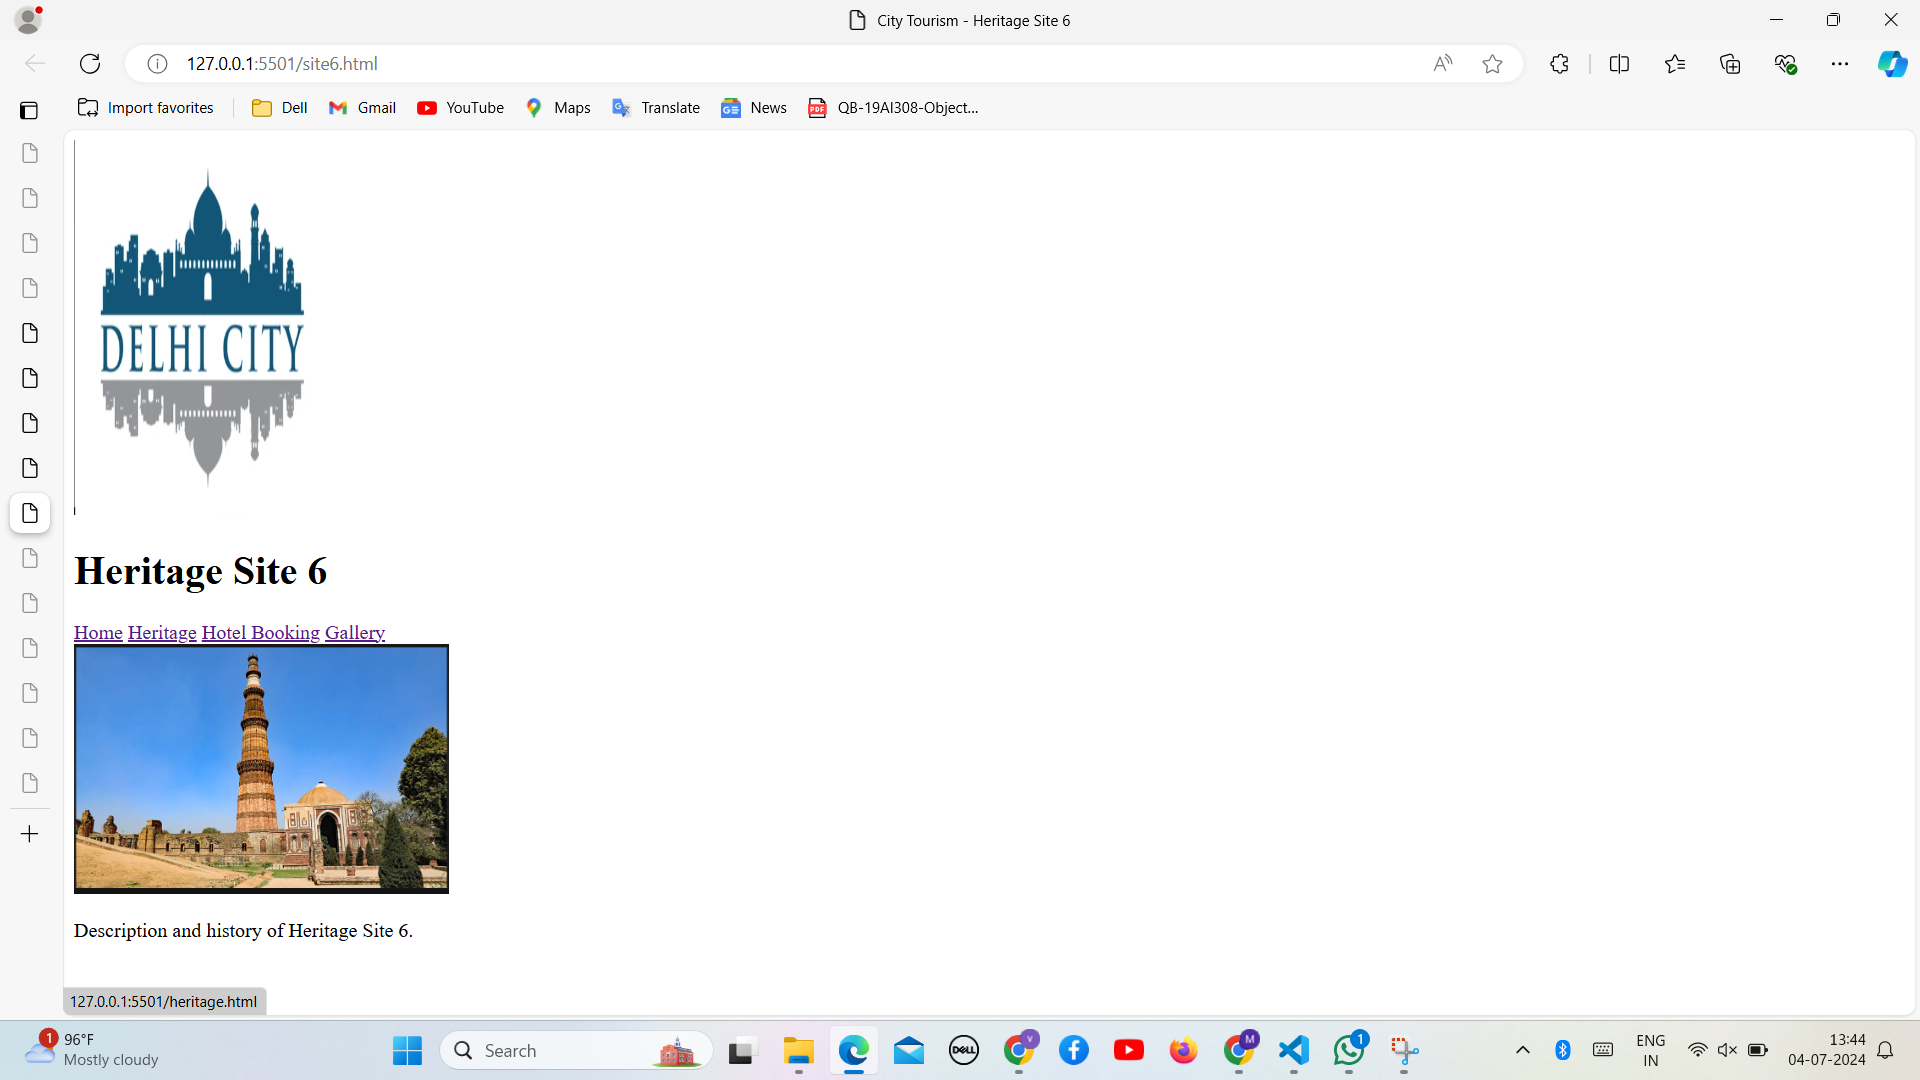 City Tourism - Heritage Site 6
127.0.0.1:5501/site6.html
Import favorites
Dell
Gmail
YouTube
Maps
Translate
News
QB-19AI308-Object...
DELHI CITY
Heritage Site 6
Home Heritage Hotel Booking Gallery
Description and history of Heritage Site 6.
127.0.0.1:5501/heritage.html
1
96°F
Mostly cloudy
Search
DELL
V
M
1
ENG
IN
13:44
04-07-2024